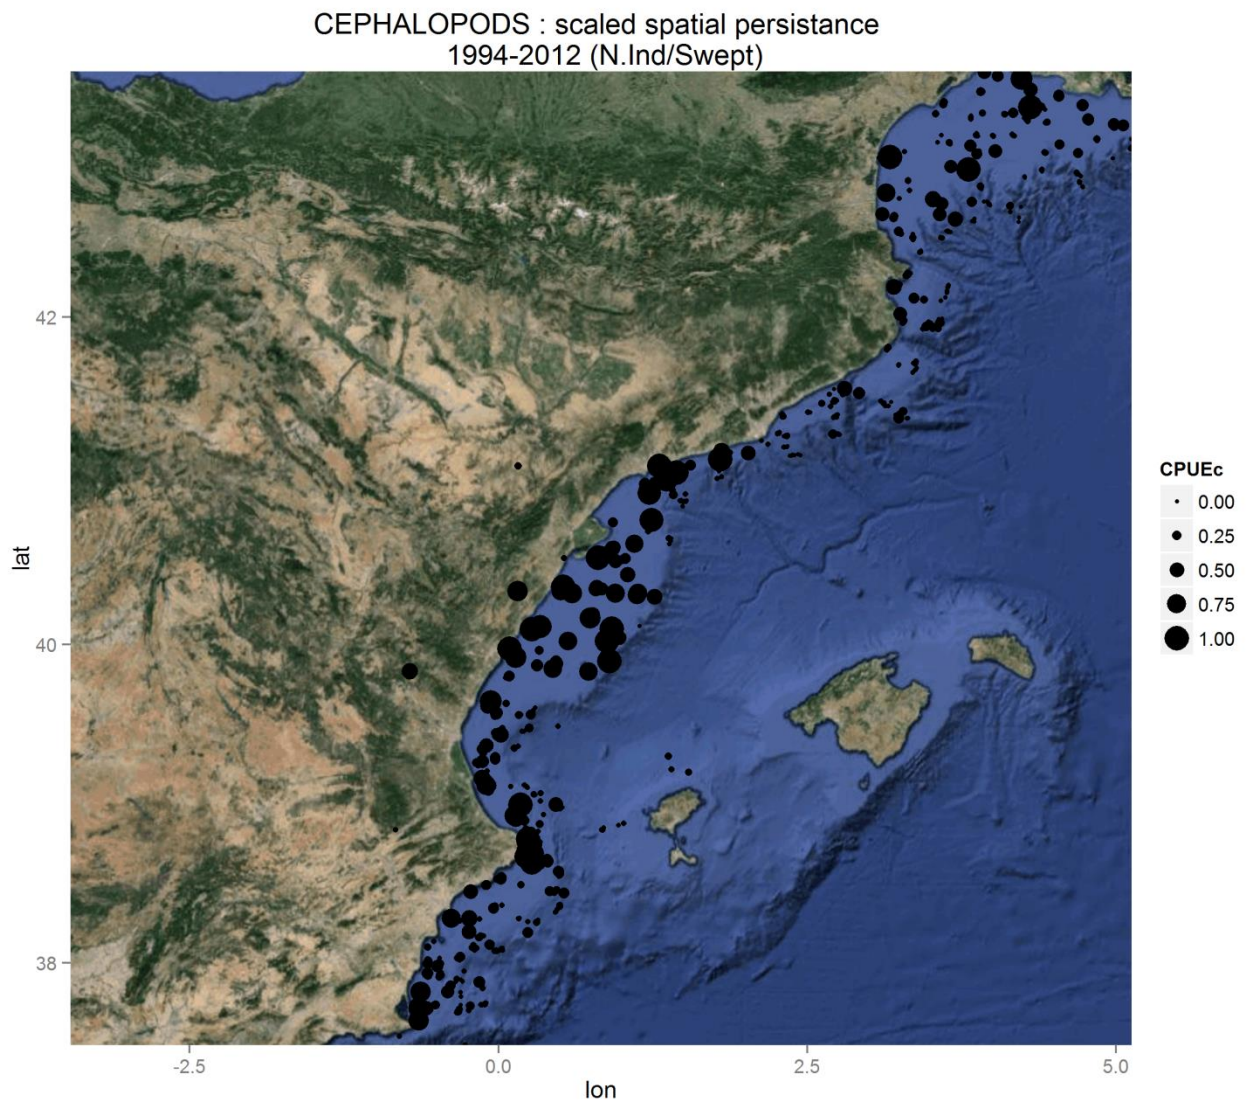 CEPHALOPODS : scaled spatial persistance
1994-2012 (N.Ind/Swept)
42
40
38
lat
-2.5
0.0
2.5
5.0
lon
CPUEc
0.00
0.25
0.50
0.75
1.00